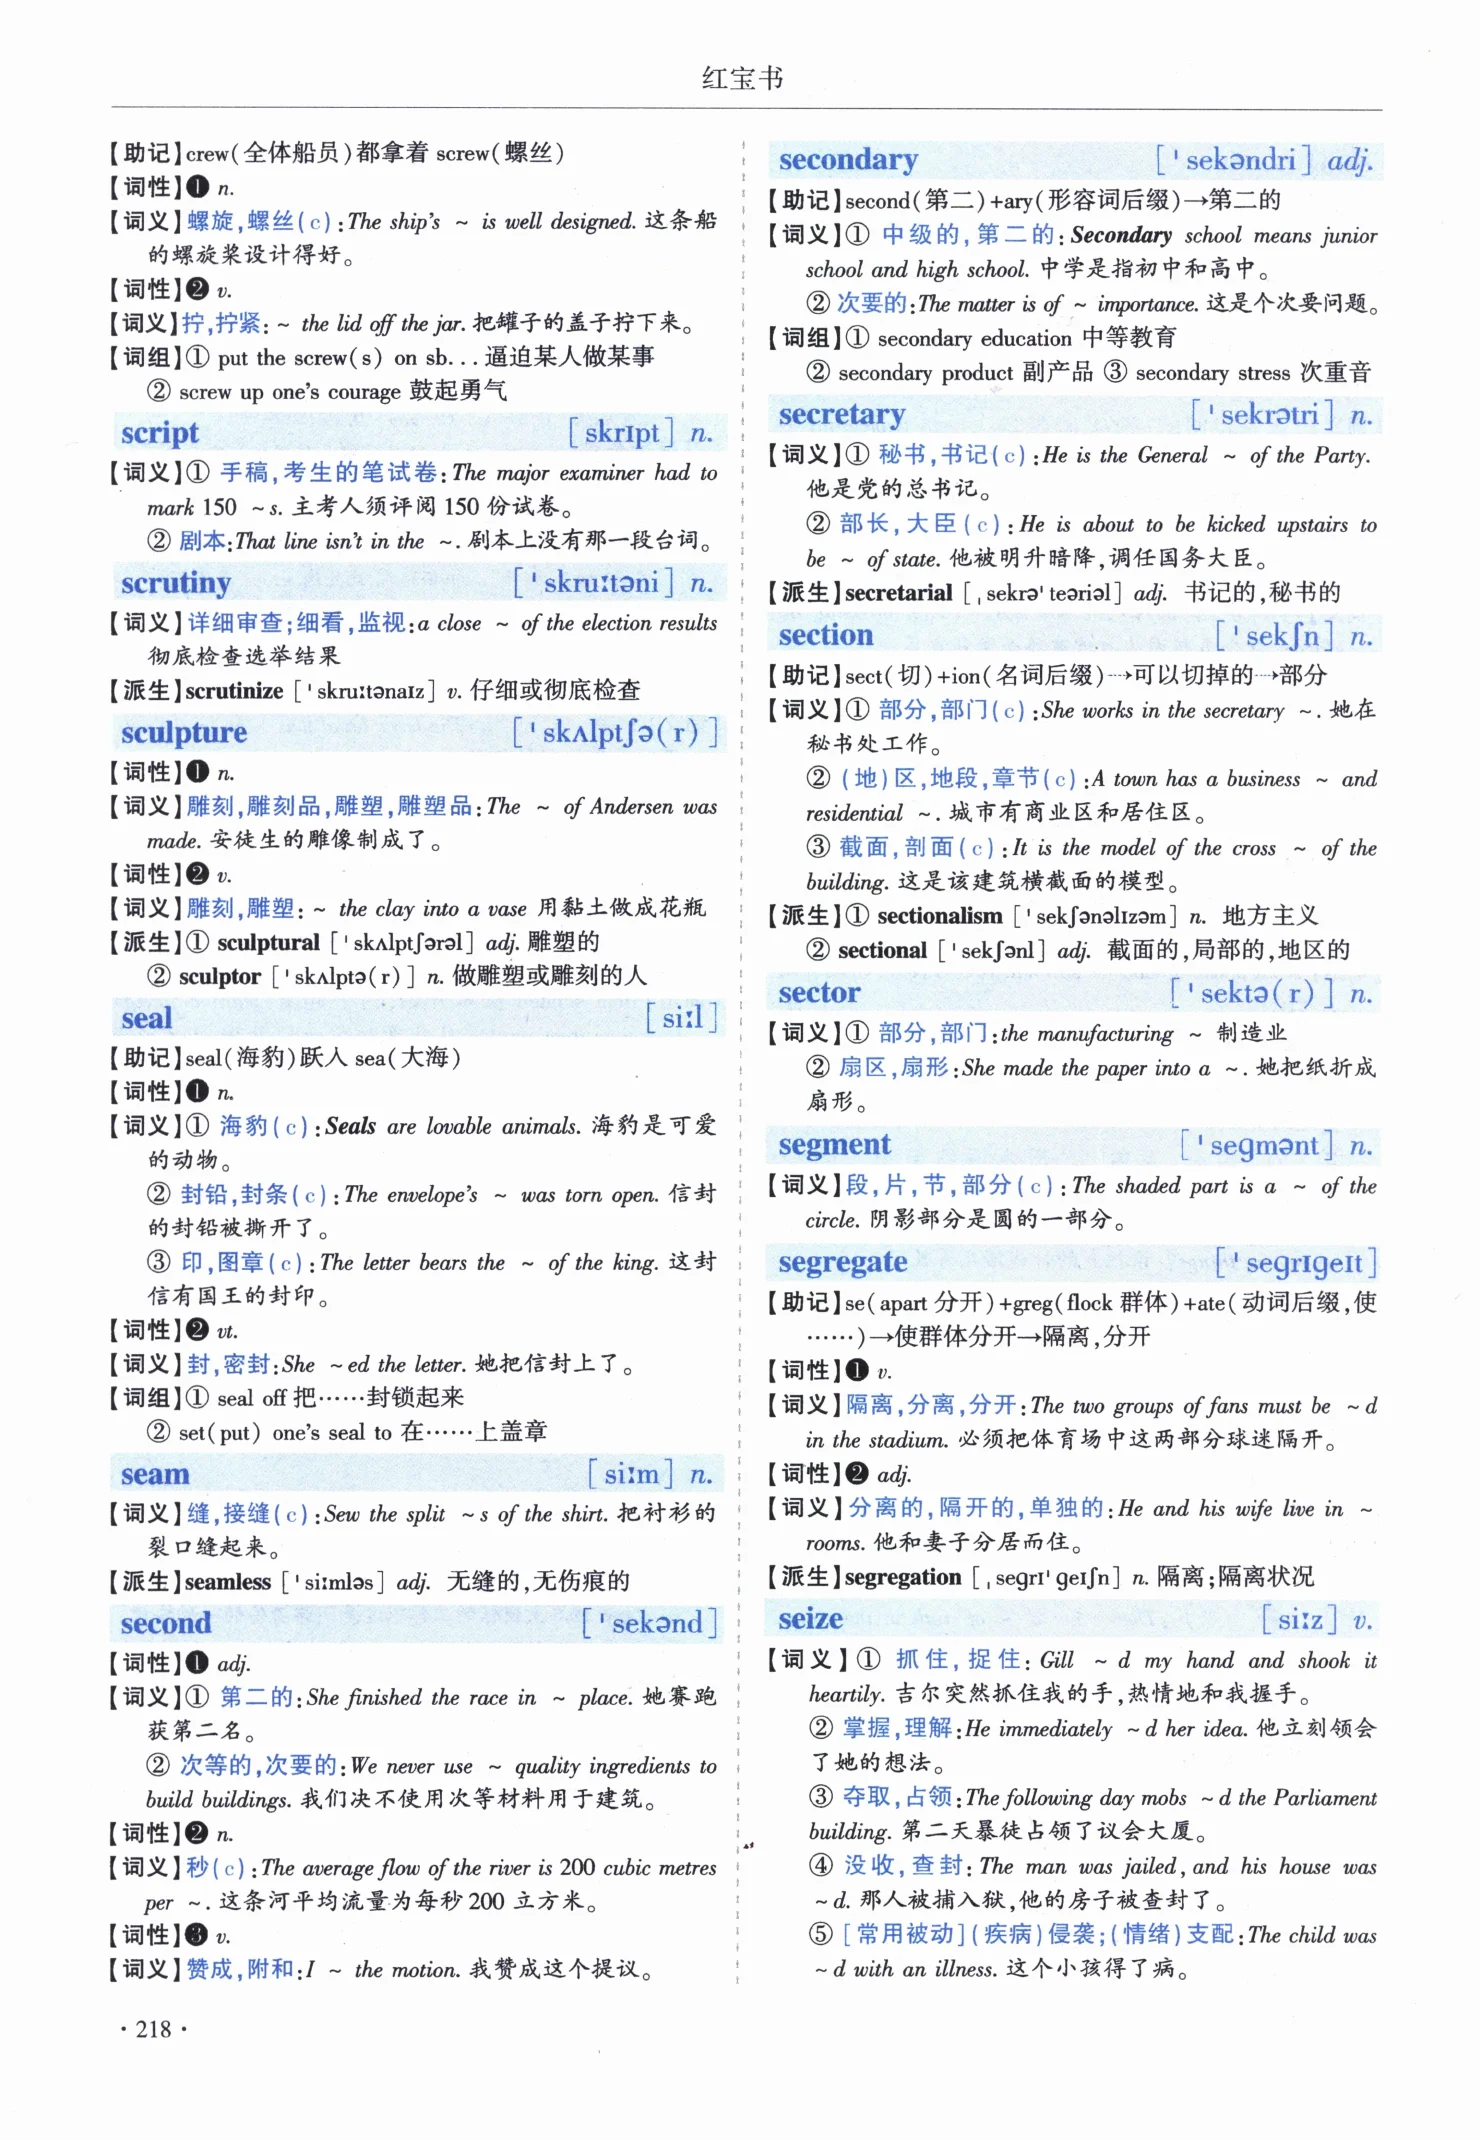 红宝书
【助记】crew(全体船员)都拿着 screw(螺丝)
【词性】❶ n.
【词义】螺旋,螺丝(c):The ship's ~ is well designed. 这条船
的螺旋桨设计得好。
【词性】❷ v.
【词义】拧,拧紧: ~ the lid off the jar. 把罐子的盖子拧下来。
【词组】① put the screw(s) on sb... 逼迫某人做某事
② screw up one's courage 鼓起勇气
script [skrɪpt] n.
【词义】① 手稿,考生的笔试卷:The major examiner had to
mark 150 ~s. 主考人须评阅 150 份试卷。
② 剧本:That line isn't in the ~. 剧本上没有那一段台词。
scrutiny [ˈskruːtəni] n.
【词义】详细审查;细看,监视:a close ~ of the election results
彻底检查选举结果
【派生】scrutinize [ˈskruːtənaɪz] v. 仔细或彻底检查
sculpture [ˈskʌlptʃə(r)]
【词性】❶ n.
【词义】雕刻,雕刻品,雕塑,雕塑品:The ~ of Andersen was
made. 安徒生的雕像制成了。
【词性】❷ v.
【词义】雕刻,雕塑: ~ the clay into a vase 用黏土做成花瓶
【派生】① sculptural [ˈskʌlptʃərəl] adj. 雕塑的
② sculptor [ˈskʌlptə(r)] n. 做雕塑或雕刻的人
seal [siːl]
【助记】seal(海豹)跃人 sea(大海)
【词性】❶ n.
【词义】① 海豹(c):Seals are lovable animals. 海豹是可爱
的动物。
② 封铅,封条(c):The envelope's ~ was torn open. 信封
的封铅被撕开了。
③ 印,图章(c):The letter bears the ~ of the king. 这封
信有国王的封印。
【词性】❷ vt.
【词义】封,密封:She ~ed the letter. 她把信封上了。
【词组】① seal off 把……封锁起来
② set(put) one's seal to 在……上盖章
seam [siːm] n.
【词义】缝,接缝(c):Sew the split ~s of the shirt. 把衬衫的
裂口缝起来。
【派生】seamless [ˈsiːmləs] adj. 无缝的,无伤痕的
second [ˈsekənd]
【词性】❶ adj.
【词义】① 第二的:She finished the race in ~ place. 她赛跑
获第二名。
② 次等的,次要的:We never use ~ quality ingredients to
build buildings. 我们决不使用次等材料用于建筑。
【词性】❷ n.
【词义】秒(c):The average flow of the river is 200 cubic metres
per ~. 这条河平均流量为每秒 200 立方米。
【词性】❸ v.
【词义】赞成,附和:I ~ the motion. 我赞成这个提议。
· 218 ·
secondary [ˈsekəndri] adj.
【助记】second(第二)+ary(形容词后缀)→第二的
【词义】① 中级的,第二的:Secondary school means junior
school and high school. 中学是指初中和高中。
② 次要的:The matter is of ~ importance. 这是个次要问题。
【词组】① secondary education 中等教育
② secondary product 副产品 ③ secondary stress 次重音
secretary [ˈsekrətri] n.
【词义】① 秘书,书记(c):He is the General ~ of the Party.
他是党的总书记。
② 部长,大臣(c):He is about to be kicked upstairs to
be ~ of state. 他被明升暗降,调任国务大臣。
【派生】secretarial [ˌsekrəˈteəriəl] adj. 书记的,秘书的
section [ˈsekʃn] n.
【助记】sect(切)+ion(名词后缀)→可以切掉的→部分
【词义】① 部分,部门(c):She works in the secretary ~. 她在
秘书处工作。
② (地)区,地段,章节(c):A town has a business ~ and
residential ~. 城市有商业区和居住区。
③ 截面,剖面(c):It is the model of the cross ~ of the
building. 这是该建筑横截面的模型。
【派生】① sectionalism [ˈsekʃənəlɪzəm] n. 地方主义
② sectional [ˈsekʃənl] adj. 截面的,局部的,地区的
sector [ˈsektə(r)] n.
【词义】① 部分,部门:the manufacturing ~ 制造业
② 扇区,扇形:She made the paper into a ~. 她把纸折成
扇形。
segment [ˈseɡmənt] n.
【词义】段,片,节,部分(c):The shaded part is a ~ of the
circle. 阴影部分是圆的一部分。
segregate [ˈseɡrɪɡeɪt]
【助记】se(apart 分开)+greg(flock 群体)+ate(动词后缀,使
……)→使群体分开→隔离,分开
【词性】❶ v.
【词义】隔离,分离,分开:The two groups of fans must be ~d
in the stadium. 必须把体育场中这两部分球迷隔开。
【词性】❷ adj.
【词义】分离的,隔开的,单独的:He and his wife live in ~
rooms. 他和妻子分居而住。
【派生】segregation [ˌseɡrɪˈɡeɪʃn] n. 隔离;隔离状况
seize [siːz] v.
【词义】① 抓住,捉住:Gill ~d my hand and shook it
heartily. 吉尔突然抓住我的手,热情地和我握手。
② 掌握,理解:He immediately ~d her idea. 他立刻领会
了她的想法。
③ 夺取,占领:The following day mobs ~d the Parliament
building. 第二天暴徒占领了议会大厦。
④ 没收,查封:The man was jailed, and his house was
~d. 那人被捕入狱,他的房子被查封了。
⑤ [常用被动](疾病)侵袭;(情绪)支配:The child was
~d with an illness. 这个小孩得了病。